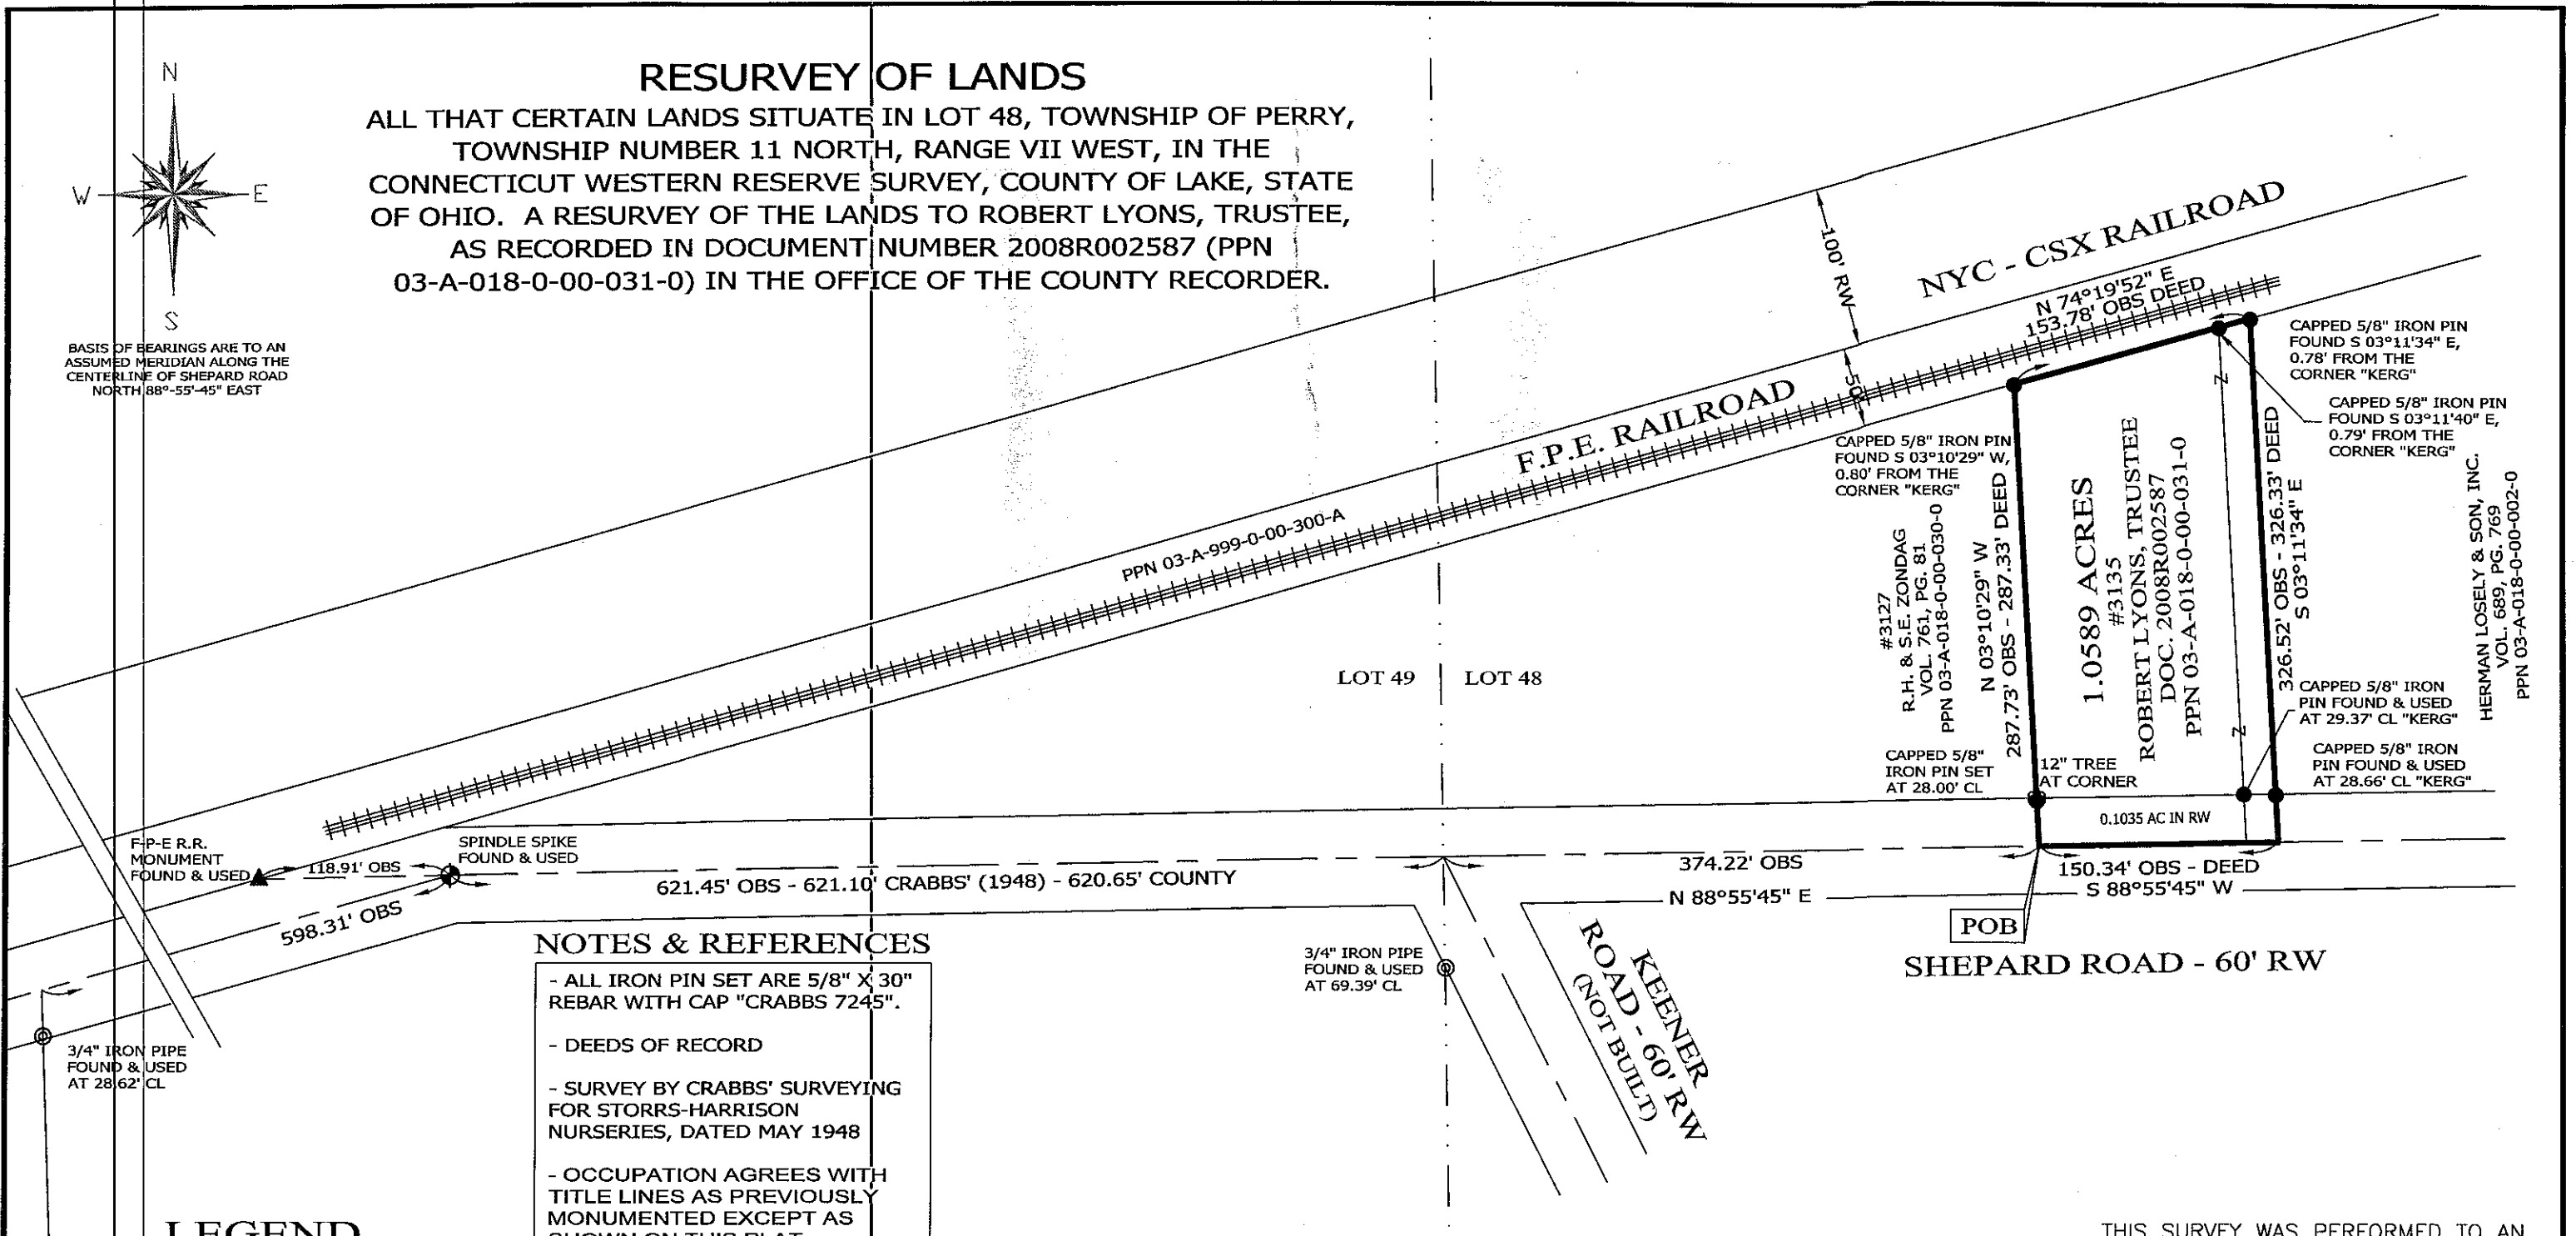 RESURVEY OF LANDS
ALL THAT CERTAIN LANDS SITUATE IN LOT 48, TOWNSHIP OF PERRY,
TOWNSHIP NUMBER 11 NORTH, RANGE VII WEST, IN THE
CONNECTICUT WESTERN RESERVE SURVEY, COUNTY OF LAKE, STATE
OF OHIO. A RESURVEY OF THE LANDS TO ROBERT LYONS, TRUSTEE,
AS RECORDED IN DOCUMENT NUMBER 2008R002587 (PPN
03-A-018-0-00-031-0) IN THE OFFICE OF THE COUNTY RECORDER.
N
W
E
S
BASIS OF BEARINGS ARE TO AN
ASSUMED MERIDIAN ALONG THE
CENTERLINE OF SHEPARD ROAD
NORTH 88°-55'-45" EAST
100' RW
NYC - CSX RAILROAD
N 74°19'52" E
153.78' OBS DEED
50'
F.P.E. RAILROAD
PPN 03-A-999-0-00-300-A
CAPPED 5/8" IRON PIN
FOUND S 03°11'34" E,
0.78' FROM THE
CORNER "KERG"
CAPPED 5/8" IRON PIN
FOUND S 03°11'40" E,
0.79' FROM THE
CORNER "KERG"
CAPPED 5/8" IRON PIN
FOUND S 03°10'29" W,
0.80' FROM THE
CORNER "KERG"
#3127
R.H. & S.E. ZONDAG
VOL. 761, PG. 81
PPN 03-A-018-0-00-030-0
N 03°10'29" W
287.73' OBS - 287.33' DEED
1.0589 ACRES
#3135
ROBERT LYONS, TRUSTEE
DOC. 2008R002587
PPN 03-A-018-0-00-031-0
Z
Z
326.52' OBS - 326.33' DEED
S 03°11'34" E
HERMAN LOSELY & SON, INC.
VOL. 689, PG. 769
PPN 03-A-018-0-00-002-0
LOT 49
LOT 48
CAPPED 5/8" IRON
PIN FOUND & USED
AT 29.37' CL "KERG"
CAPPED 5/8" IRON
PIN FOUND & USED
AT 28.66' CL "KERG"
CAPPED 5/8"
IRON PIN SET
AT 28.00' CL
12" TREE
AT CORNER
0.1035 AC IN RW
F-P-E R.R.
MONUMENT
FOUND & USED
118.91' OBS
SPINDLE SPIKE
FOUND & USED
598.31' OBS
621.45' OBS - 621.10' CRABBS' (1948) - 620.65' COUNTY
374.22' OBS
150.34' OBS - DEED
N 88°55'45" E
S 88°55'45" W
POB
SHEPARD ROAD - 60' RW
3/4" IRON PIPE
FOUND & USED
AT 69.39' CL
KEENER
ROAD - 60' RW
(NOT BUILT)
3/4" IRON PIPE
FOUND & USED
AT 28.62' CL
NOTES & REFERENCES
- ALL IRON PIN SET ARE 5/8" X 30"
REBAR WITH CAP "CRABBS 7245".
- DEEDS OF RECORD
- SURVEY BY CRABBS' SURVEYING
FOR STORRS-HARRISON
NURSERIES, DATED MAY 1948
- OCCUPATION AGREES WITH
TITLE LINES AS PREVIOUSLY
MONUMENTED EXCEPT AS
SHOWN ON THIS PLAT
LEGEND
THIS SURVEY WAS PERFORMED TO AN